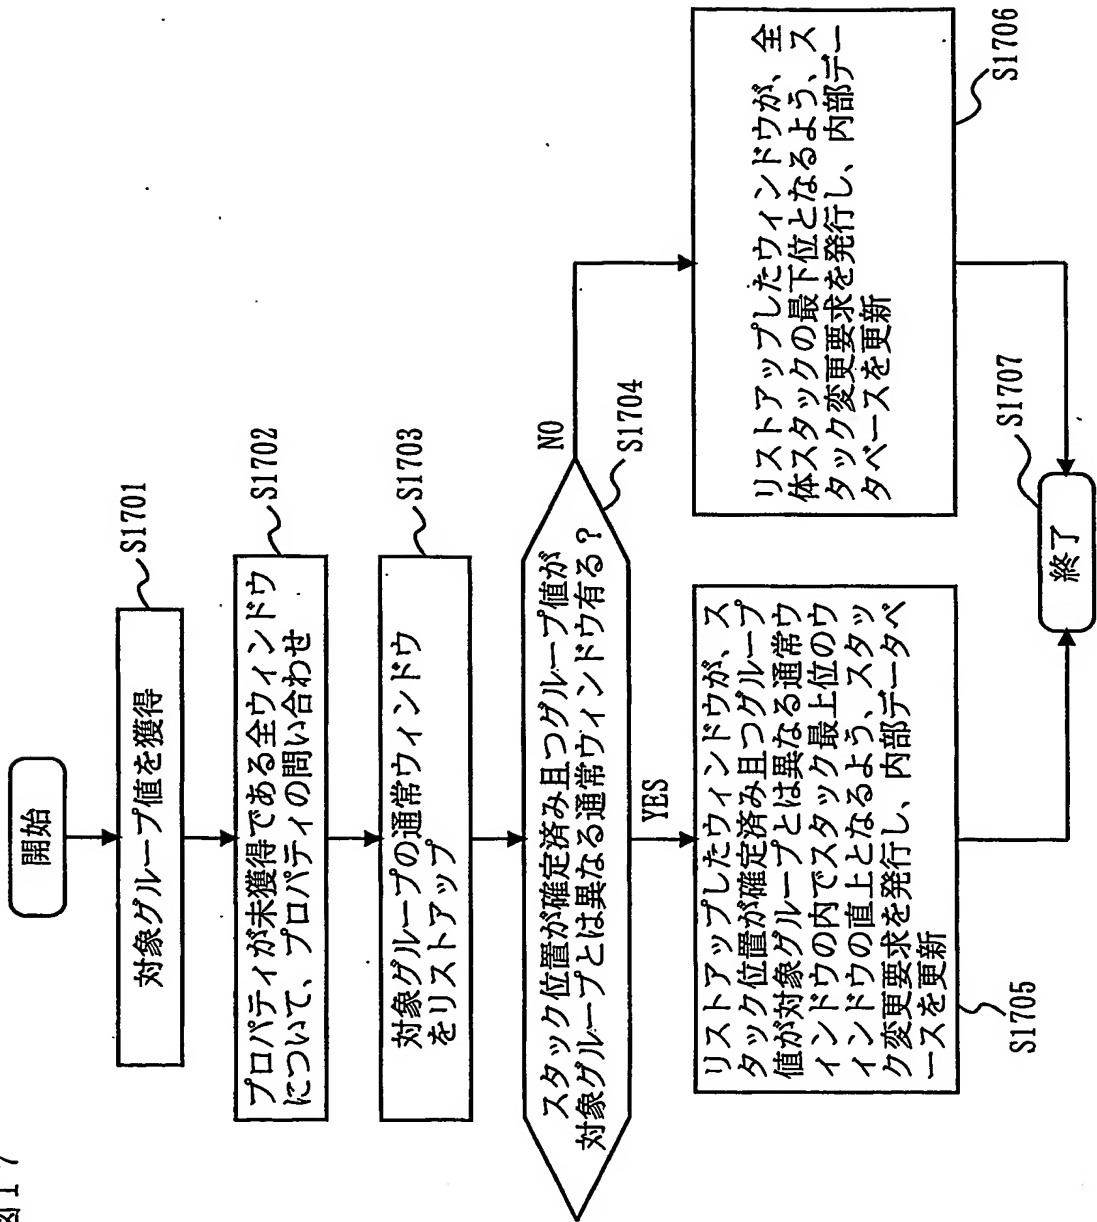 図17
開始
対象グループ値を獲得
S1701
プロパティが未獲得である全ウィンドウ
について、プロパティの問い合わせ
S1702
対象グループの通常ウィンドウ
をリストアップ
S1703
スタック位置が確定済み且つグループ値が
対象グループとは異なる通常ウィンドウ有る？
S1704
YES
NO
リストアップしたウィンドウが、ス
タック位置が確定済み且つグループ
値が対象グループとは異なる通常ウ
ィンドウの内でスタック最上位のウ
ィンドウの直上となるよう、スタッ
ク変更要求を発行し、内部データベ
ースを更新
S1705
リストアップしたウィンドウが、全
体スタックの最下位となるよう、ス
タック変更要求を発行し、内部デー
タベースを更新
S1706
終了
S1707